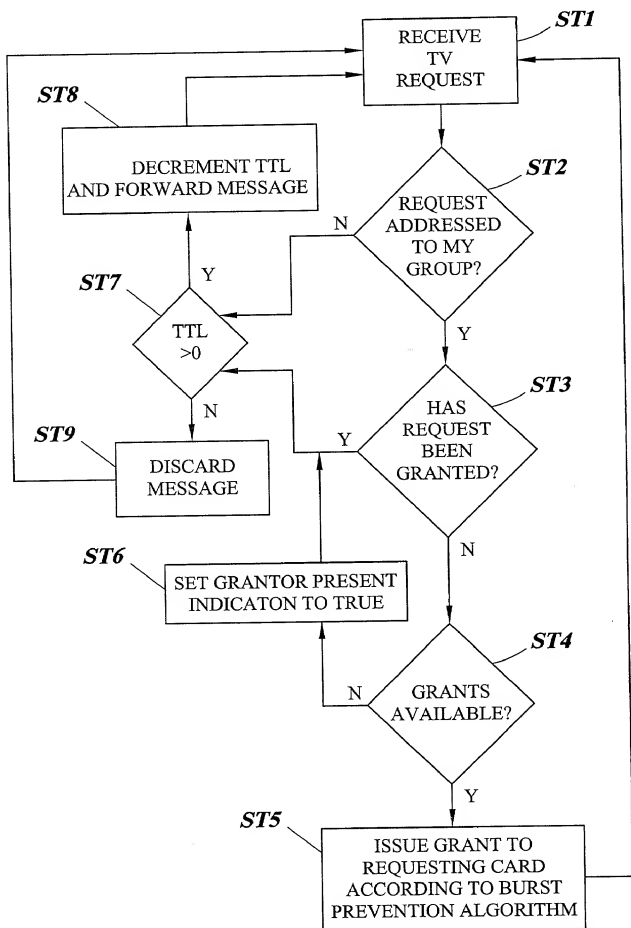 ST1
RECEIVE
TV
REQUEST
ST8
DECREMENT TTL
AND FORWARD MESSAGE
ST2
REQUEST
ADDRESSED
TO MY
GROUP?
N
Y
ST7
TTL
>0
Y
N
ST3
HAS
REQUEST
BEEN
GRANTED?
Y
N
ST9
DISCARD
MESSAGE
ST6
SET GRANTOR PRESENT
INDICATON TO TRUE
ST4
GRANTS
AVAILABLE?
N
Y
ST5
ISSUE GRANT TO
REQUESTING CARD
ACCORDING TO BURST
PREVENTION ALGORITHM